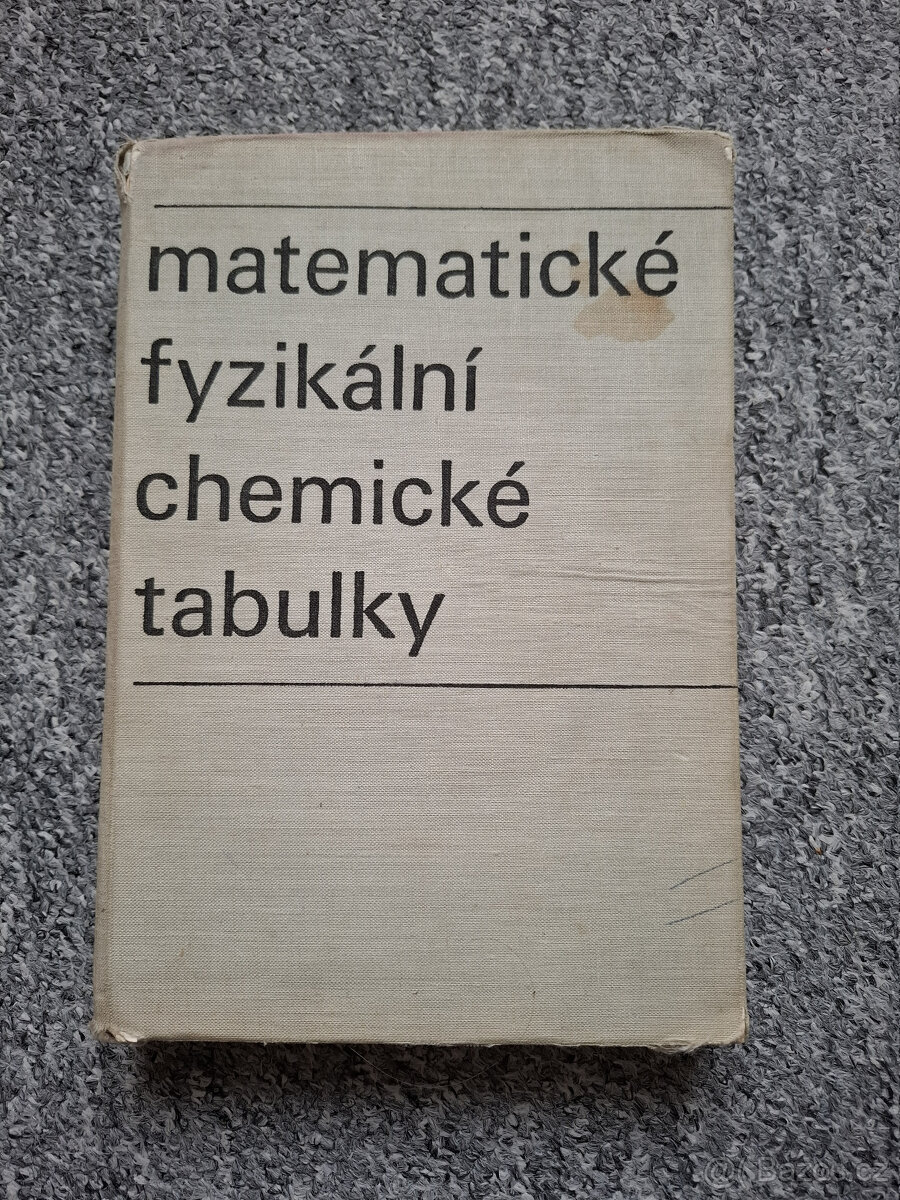 matematické
fyzikální
chemické
tabulky